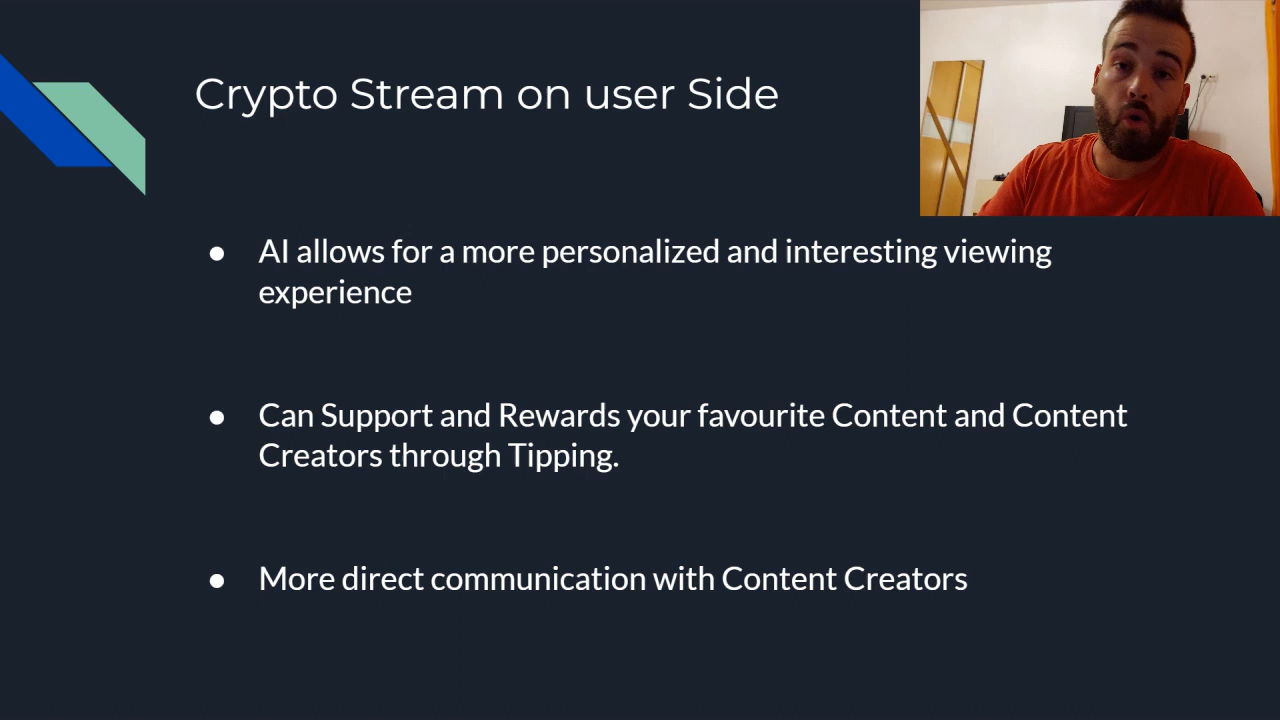 Crypto Stream on user Side
● AI allows for a more personalized and interesting viewing
experience
● Can Support and Rewards your favourite Content and Content
Creators through Tipping.
● More direct communication with Content Creators